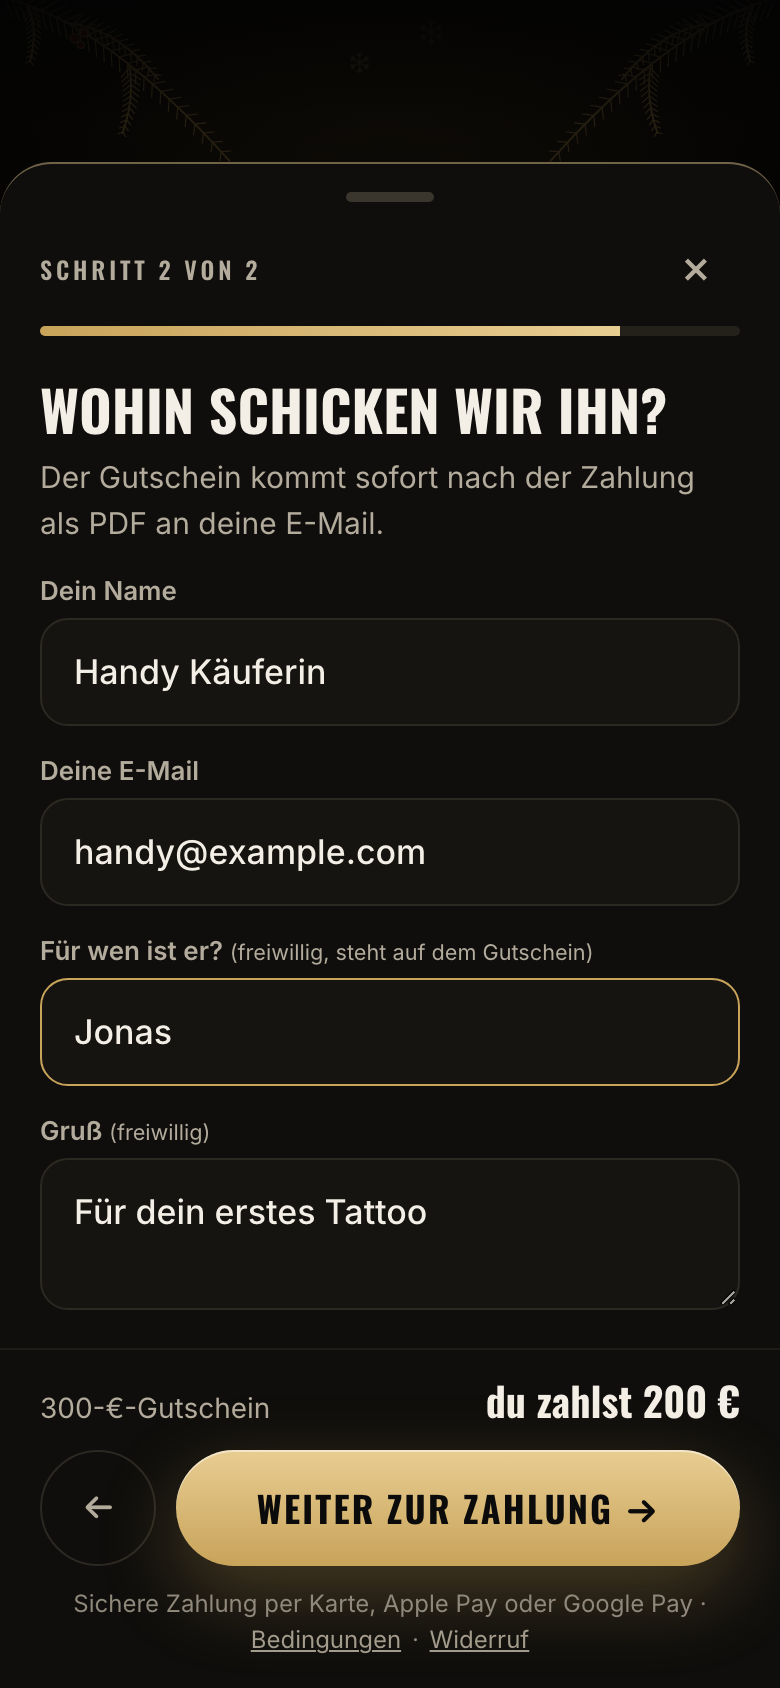 SCHRITT 2 VON 2
WOHIN SCHICKEN WIR IHN?
Der Gutschein kommt sofort nach der Zahlung
als PDF an deine E-Mail.
Dein Name
Handy Käuferin
Deine E-Mail
handy@example.com
Für wen ist er? (freiwillig, steht auf dem Gutschein)
Jonas
Gruß (freiwillig)
Für dein erstes Tattoo
300-€-Gutschein
du zahlst 200 €
WEITER ZUR ZAHLUNG →
Sichere Zahlung per Karte, Apple Pay oder Google Pay ·
Bedingungen · Widerruf